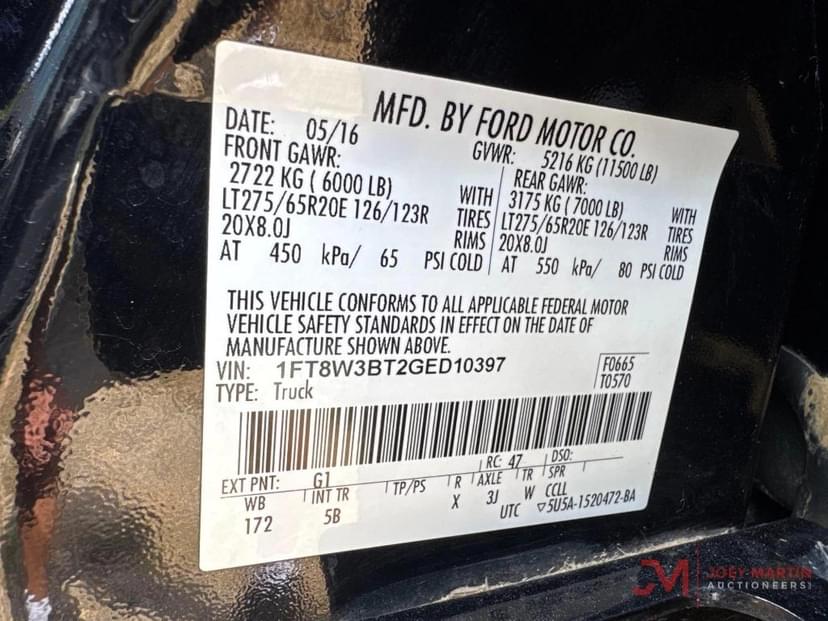 MFD. BY FORD MOTOR CO.
DATE: 05/16 GVWR: 5216 KG (11500 LB)
FRONT GAWR: REAR GAWR:
2722 KG ( 6000 LB) WITH 3175 KG ( 7000 LB) WITH
LT275/65R20E 126/123R TIRES LT275/65R20E 126/123R TIRES
20X8.0J RIMS 20X8.0J RIMS
AT 450 kPa/ 65 PSI COLD AT 550 kPa/ 80 PSI COLD
THIS VEHICLE CONFORMS TO ALL APPLICABLE FEDERAL MOTOR
VEHICLE SAFETY STANDARDS IN EFFECT ON THE DATE OF
MANUFACTURE SHOWN ABOVE.
VIN: 1FT8W3BT2GED10397 F0665
TYPE: Truck T0570
EXT PNT: G1 RC: 47 DSO:
WB INT TR TP/PS R AXLE TR SPR
172 5B X 3J W CCLL
UTC ▽5U5A-1520472-BA
JM JOEY MARTIN
AUCTIONEERS